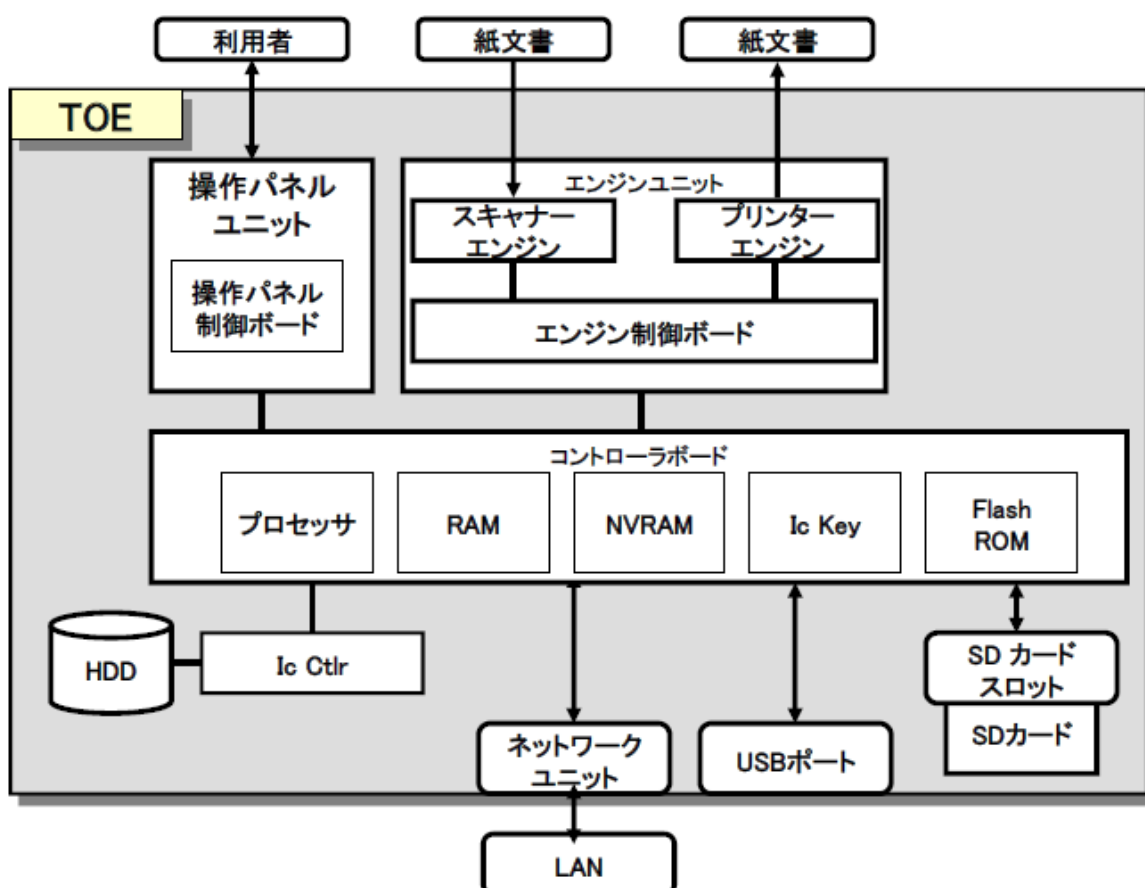 利用者
紙文書
紙文書
TOE
操作パネル
ユニット
操作パネル
制御ボード
エンジンユニット
スキャナー
エンジン
プリンター
エンジン
エンジン制御ボード
コントローラボード
プロセッサ
RAM
NVRAM
Ic Key
Flash
ROM
HDD
Ic Ctlr
ネットワーク
ユニット
USBポート
SD カード
スロット
SDカード
LAN